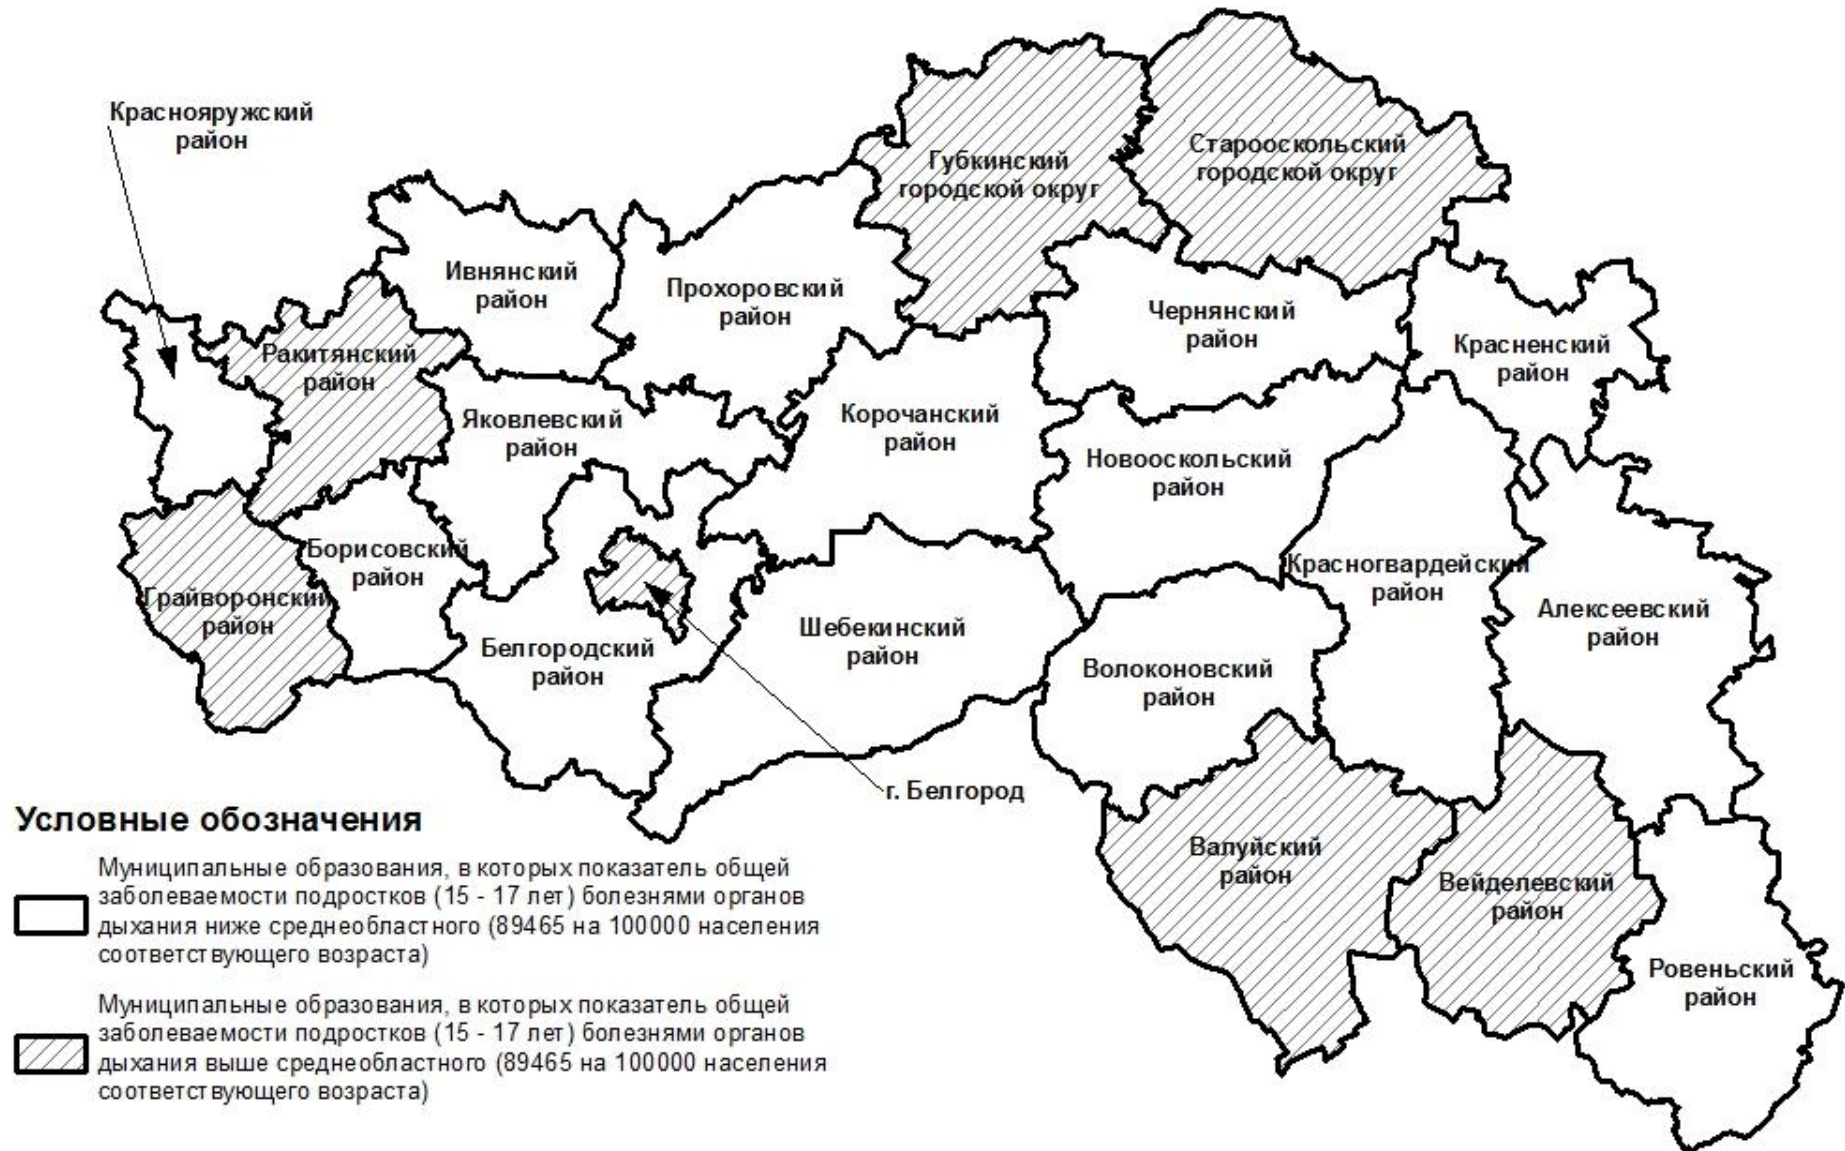 Краснояружский
район
Губкинский
городской округ
Старооскольский
городской округ
Ивнянский
район
Прохоровский
район
Чернянский
район
Красненский
район
Ракитянский
район
Яковлевский
район
Корочанский
район
Новооскольский
район
Борисовский
район
Красногвардейский
район
Грайворонский
район
Алексеевский
район
Белгородский
район
Шебекинский
район
Волоконовский
район
г. Белгород
Валуйский
район
Вейделевский
район
Ровеньский
район
Условные обозначения
Муниципальные образования, в которых показатель общей
заболеваемости подростков (15 - 17 лет) болезнями органов
дыхания ниже среднеобластного (89465 на 100000 населения
соответствующего возраста)
Муниципальные образования, в которых показатель общей
заболеваемости подростков (15 - 17 лет) болезнями органов
дыхания выше среднеобластного (89465 на 100000 населения
соответствующего возраста)